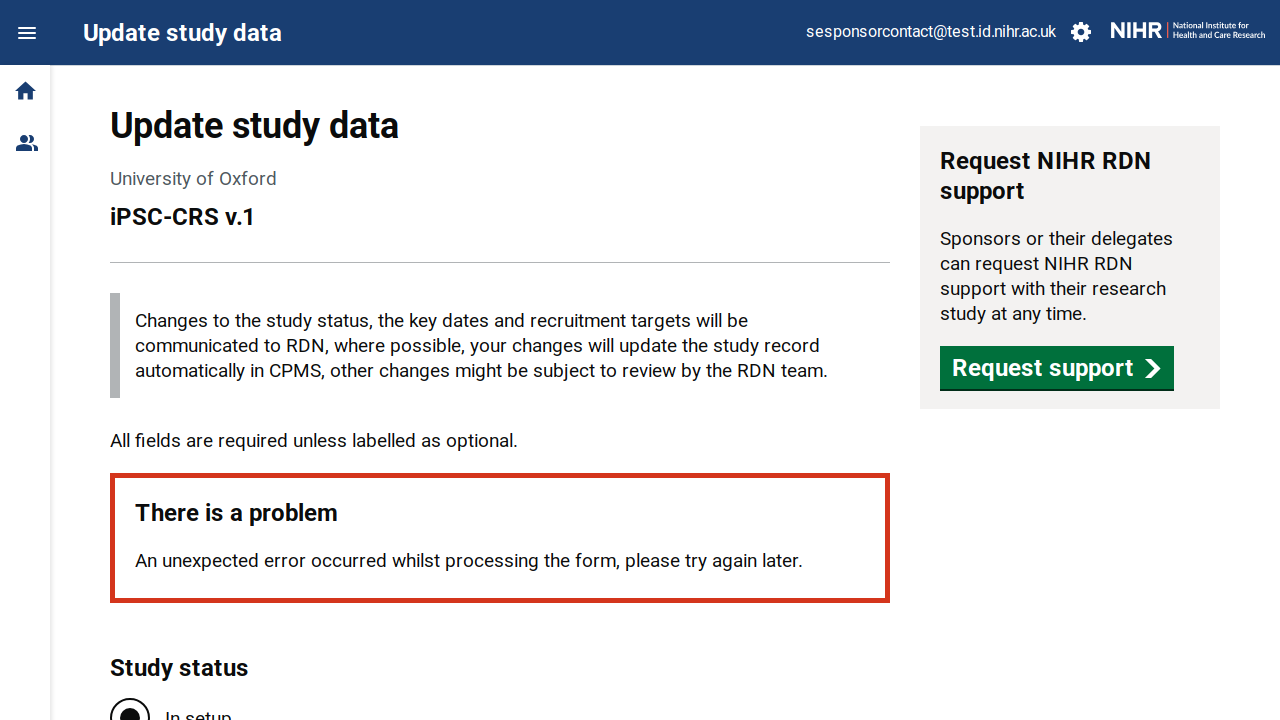 Update study data
sesponsorcontact@test.id.nihr.ac.uk
NIHR
National Institute for
Health and Care Research
Update study data
University of Oxford
iPSC-CRS v.1
Changes to the study status, the key dates and recruitment targets will be
communicated to RDN, where possible, your changes will update the study record
automatically in CPMS, other changes might be subject to review by the RDN team.
All fields are required unless labelled as optional.
There is a problem
An unexpected error occurred whilst processing the form, please try again later.
Study status
In setup
Request NIHR RDN
support
Sponsors or their delegates
can request NIHR RDN
support with their research
study at any time.
Request support